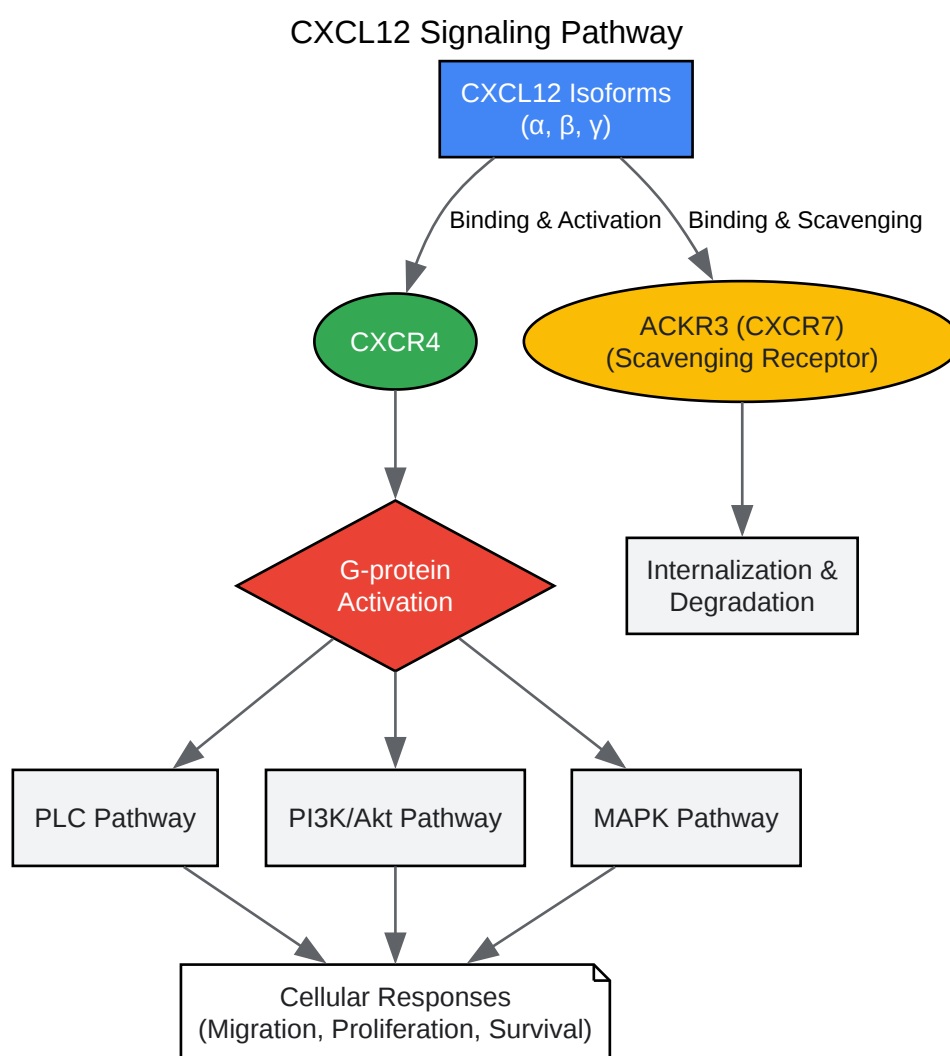 CXCL12 Signaling Pathway
CXCL12 Isoforms
(α, β, γ)
Binding & Activation
Binding & Scavenging
CXCR4
ACKR3 (CXCR7)
(Scavenging Receptor)
G-protein
Activation
Internalization &
Degradation
PLC Pathway
PI3K/Akt Pathway
MAPK Pathway
Cellular Responses
(Migration, Proliferation, Survival)